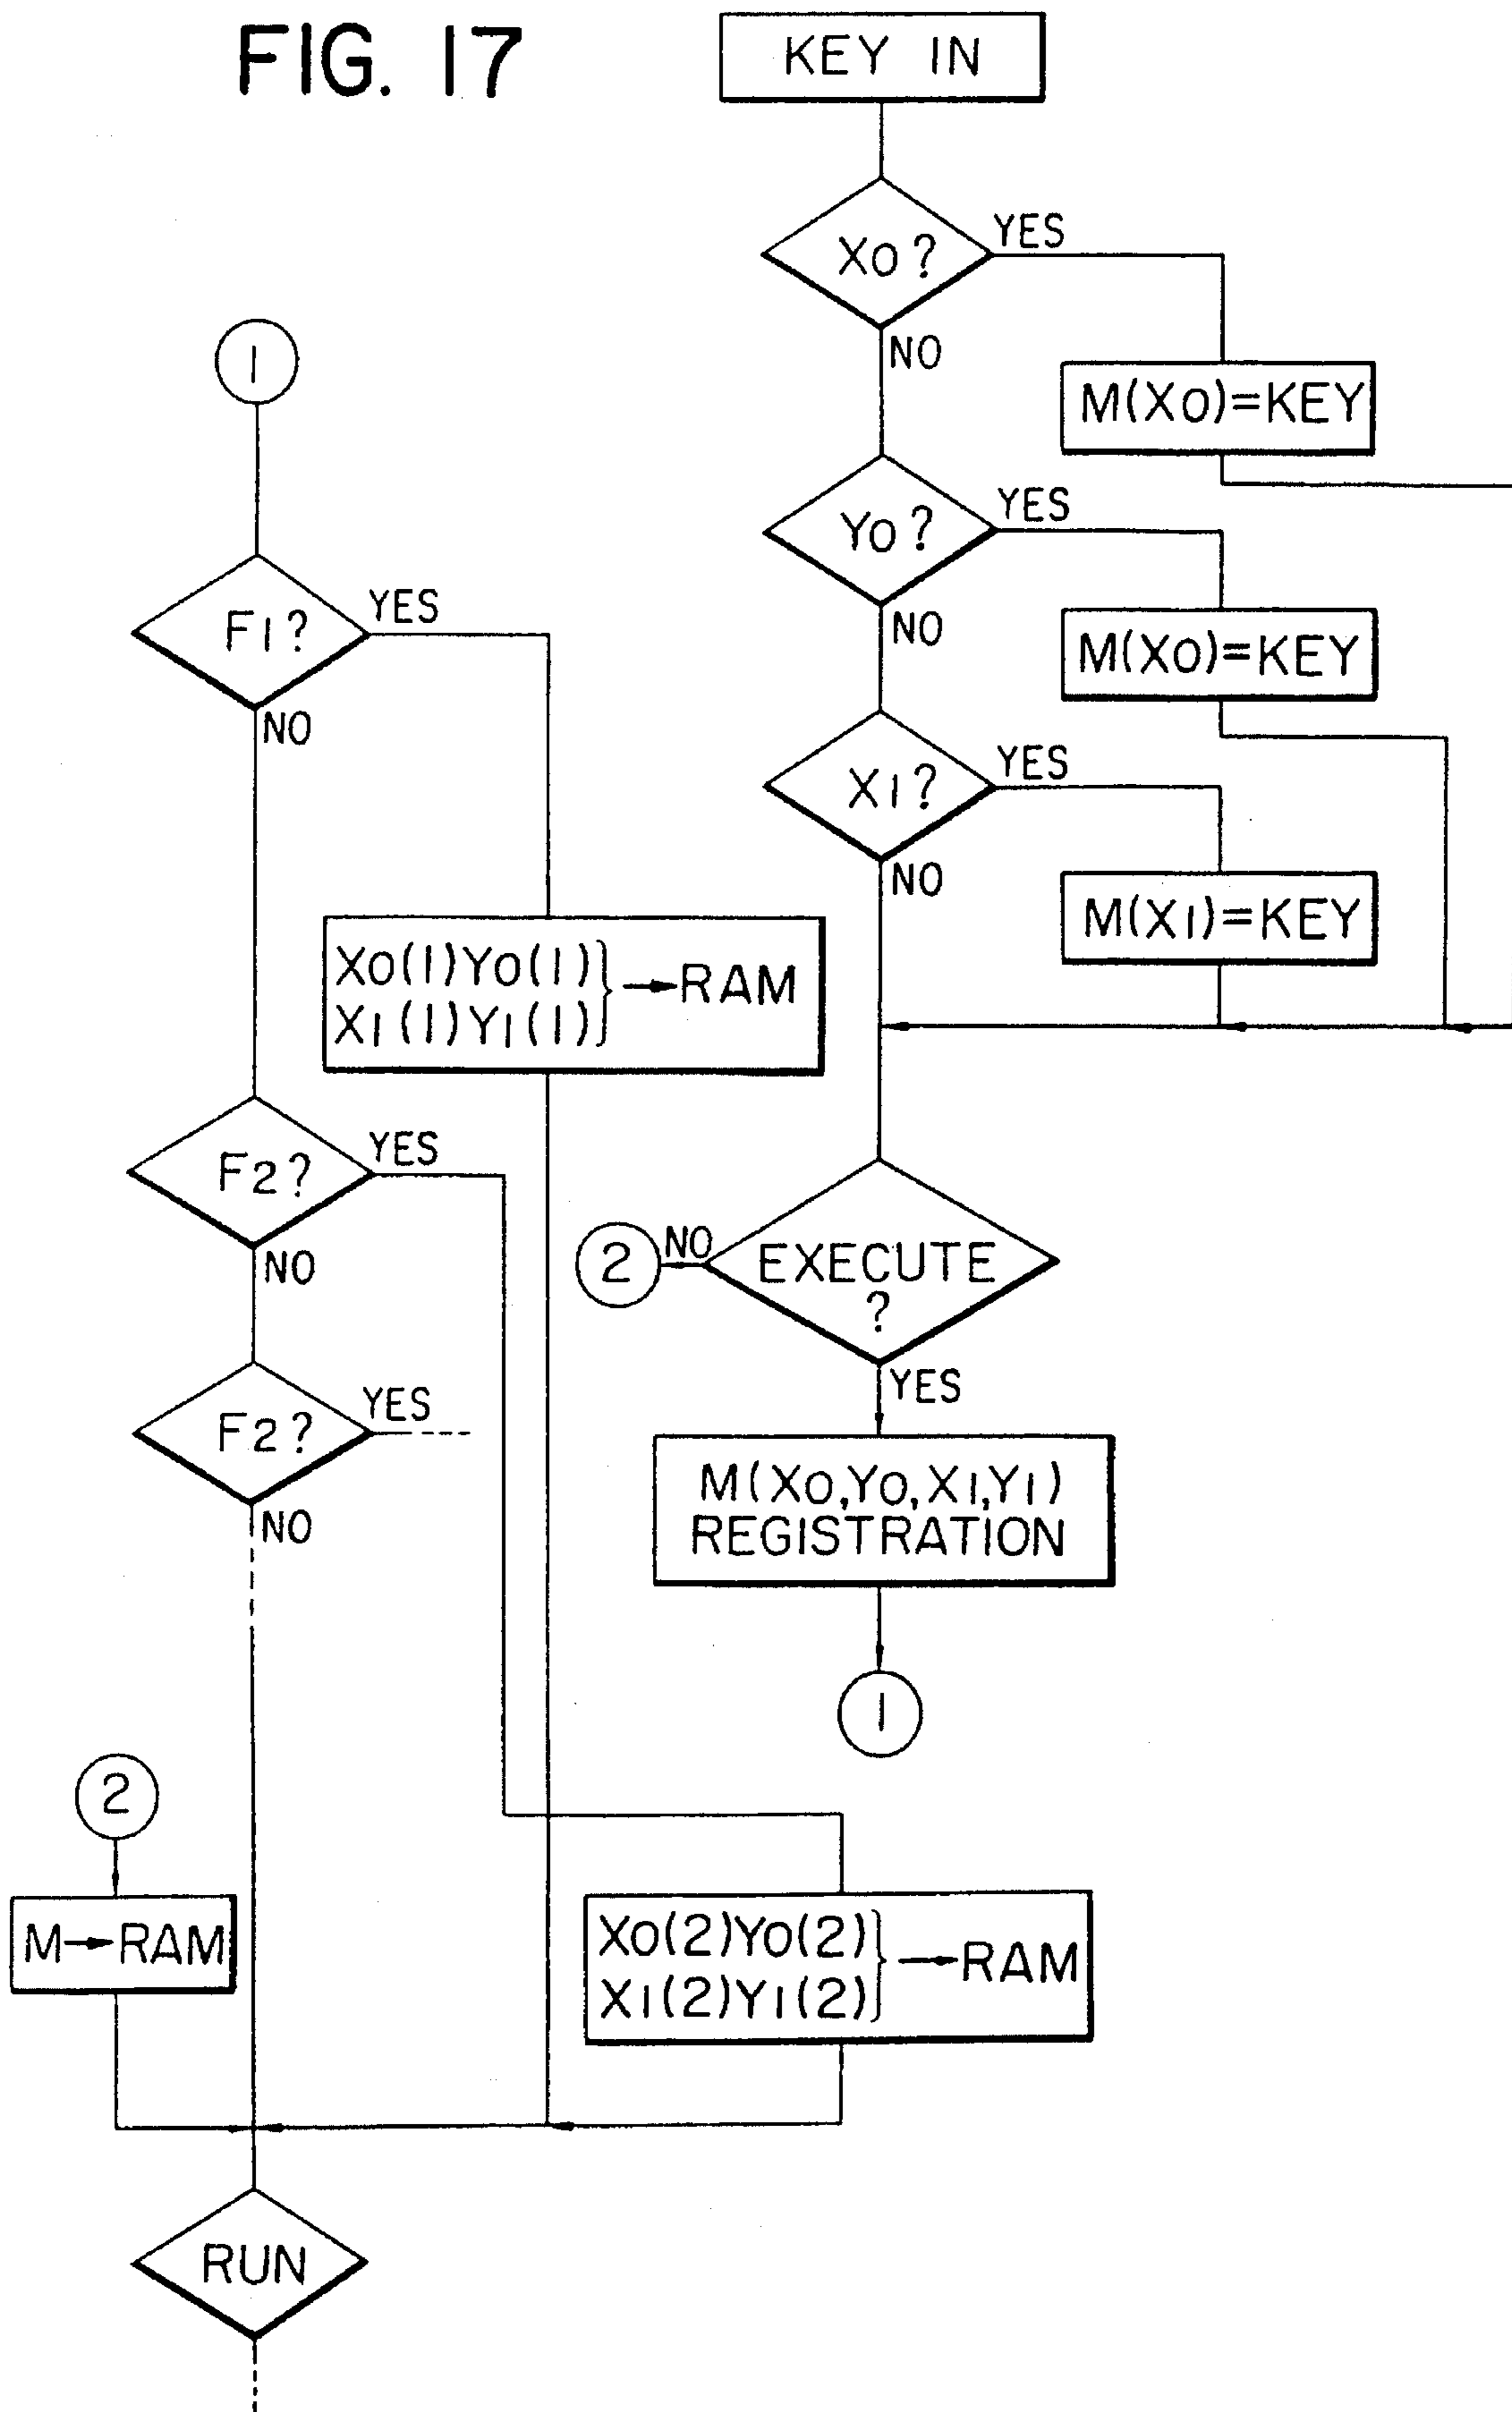 FIG. 17
KEY IN
X0?
YES
NO
M(X0)=KEY
Y0?
YES
NO
M(X0)=KEY
X1?
YES
NO
M(X1)=KEY
EXECUTE
?
NO
2
YES
M(X0,Y0,X1,Y1)
REGISTRATION
1
1
F1?
YES
NO
X0(1)Y0(1)
X1(1)Y1(1)
→RAM
F2?
YES
NO
F2?
YES
NO
2
M→RAM
X0(2)Y0(2)
X1(2)Y1(2)
→RAM
RUN